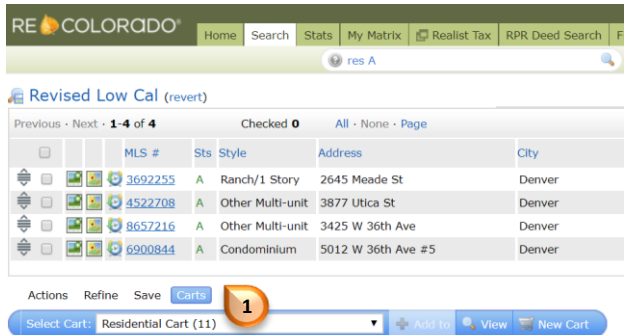 RE COLORADO®
Home Search Stats My Matrix Realist Tax RPR Deed Search F
res A
Revised Low Cal (revert)
Previous · Next · 1-4 of 4 Checked 0 All · None · Page
MLS # Sts Style Address City
3692255 A Ranch/1 Story 2645 Meade St Denver
4522708 A Other Multi-unit 3877 Utica St Denver
8657216 A Other Multi-unit 3425 W 36th Ave Denver
6900844 A Condominium 5012 W 36th Ave #5 Denver
Actions Refine Save Carts
1
Select Cart: Residential Cart (11) Add to View New Cart